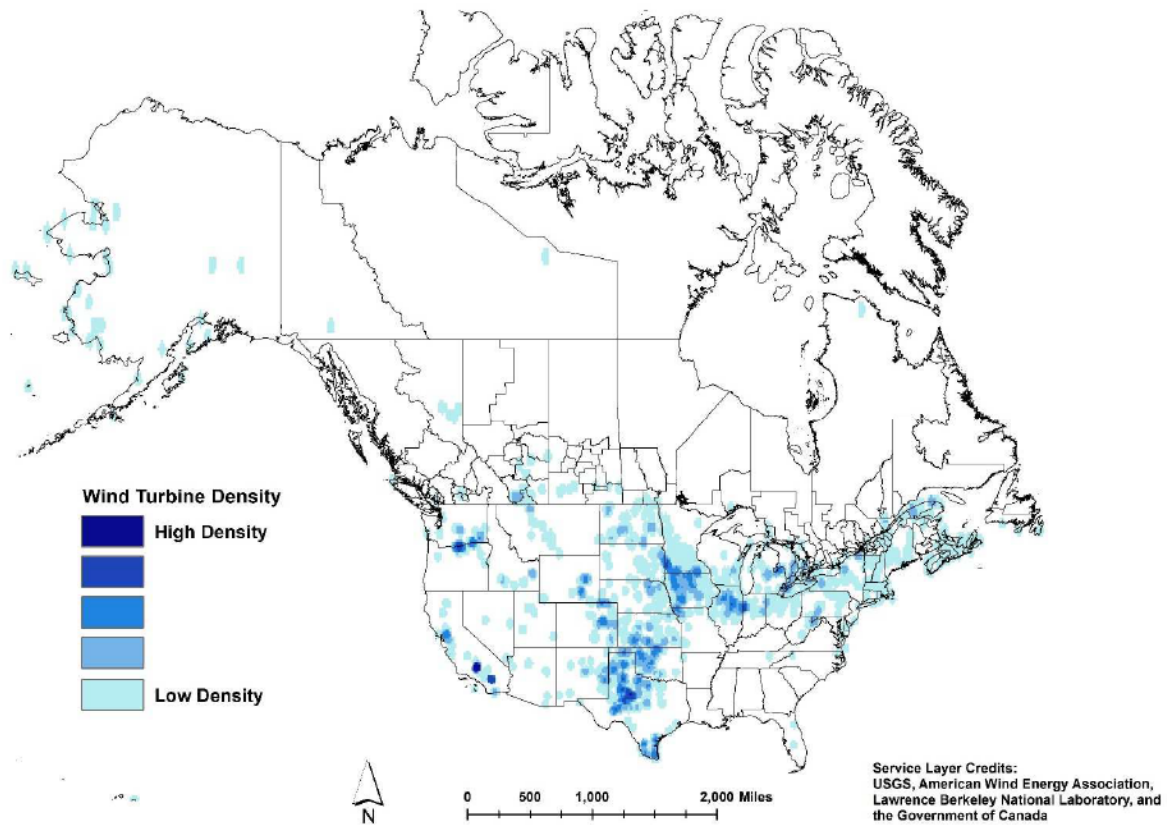 Wind Turbine Density
High Density
Low Density
N
0 500 1,000 2,000 Miles
Service Layer Credits:
USGS, American Wind Energy Association,
Lawrence Berkeley National Laboratory, and
the Government of Canada